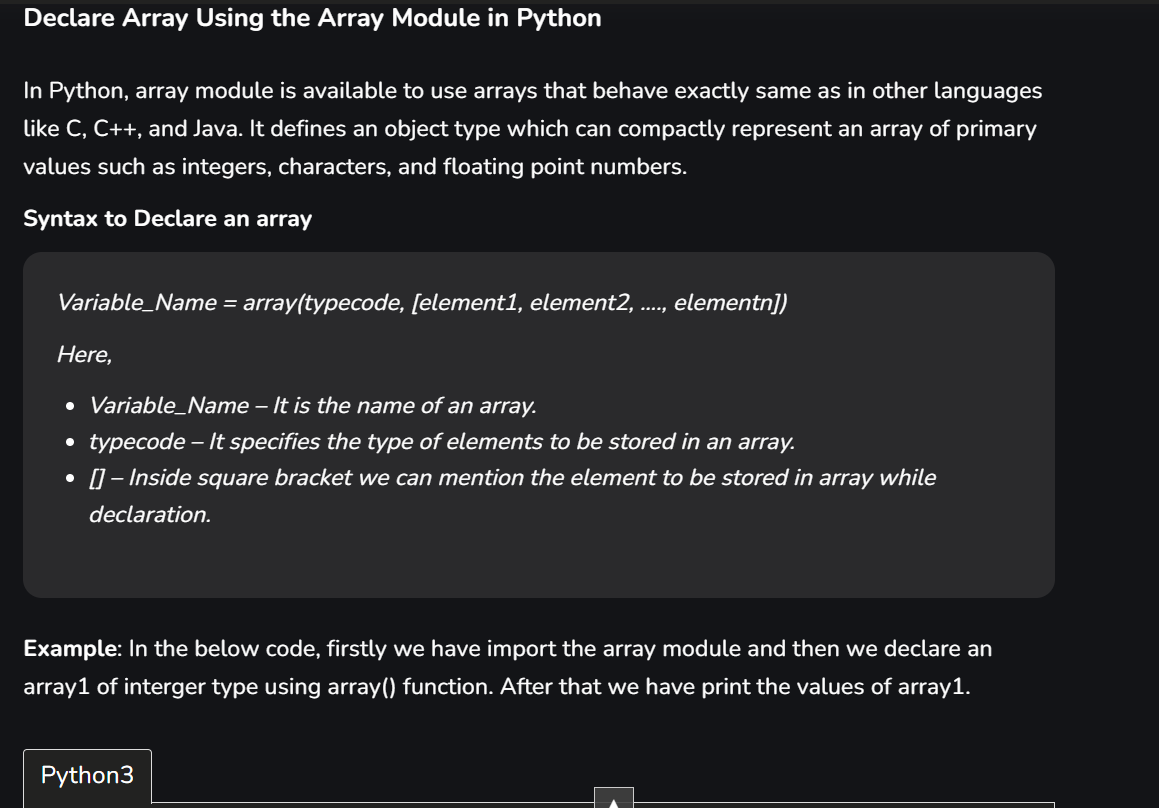 Declare Array Using the Array Module in Python
In Python, array module is available to use arrays that behave exactly same as in other languages
like C, C++, and Java. It defines an object type which can compactly represent an array of primary
values such as integers, characters, and floating point numbers.
Syntax to Declare an array
Variable_Name = array(typecode, [element1, element2, ...., elementn])
Here,
• Variable_Name – It is the name of an array.
• typecode – It specifies the type of elements to be stored in an array.
• [] – Inside square bracket we can mention the element to be stored in array while
declaration.
Example: In the below code, firstly we have import the array module and then we declare an
array1 of interger type using array() function. After that we have print the values of array1.
Python3